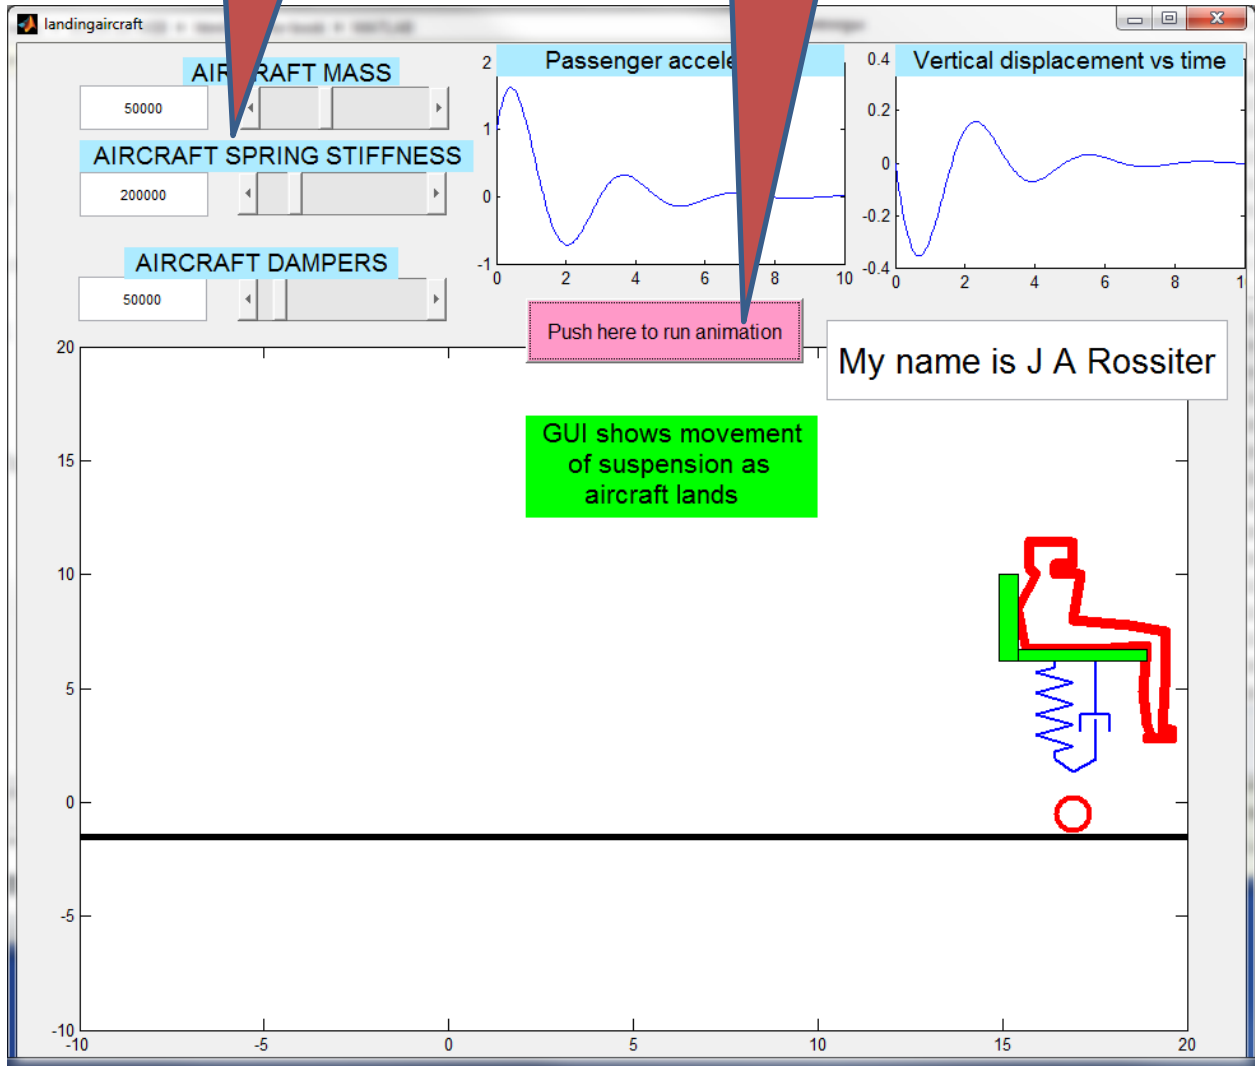 landingaircraft
AIRCRAFT MASS
50000
AIRCRAFT SPRING STIFFNESS
200000
AIRCRAFT DAMPERS
50000
Passenger
2
1
0
-1
0 2 4 6 8 10
Vertical displacement vs time
0.4
0.2
0
-0.2
-0.4
0 2 4 6 8 1
Push here to run animation
My name is J A Rossiter
GUI shows movement
of suspension as
aircraft lands
20
15
10
5
0
-5
-10
-10 -5 0 5 10 15 20